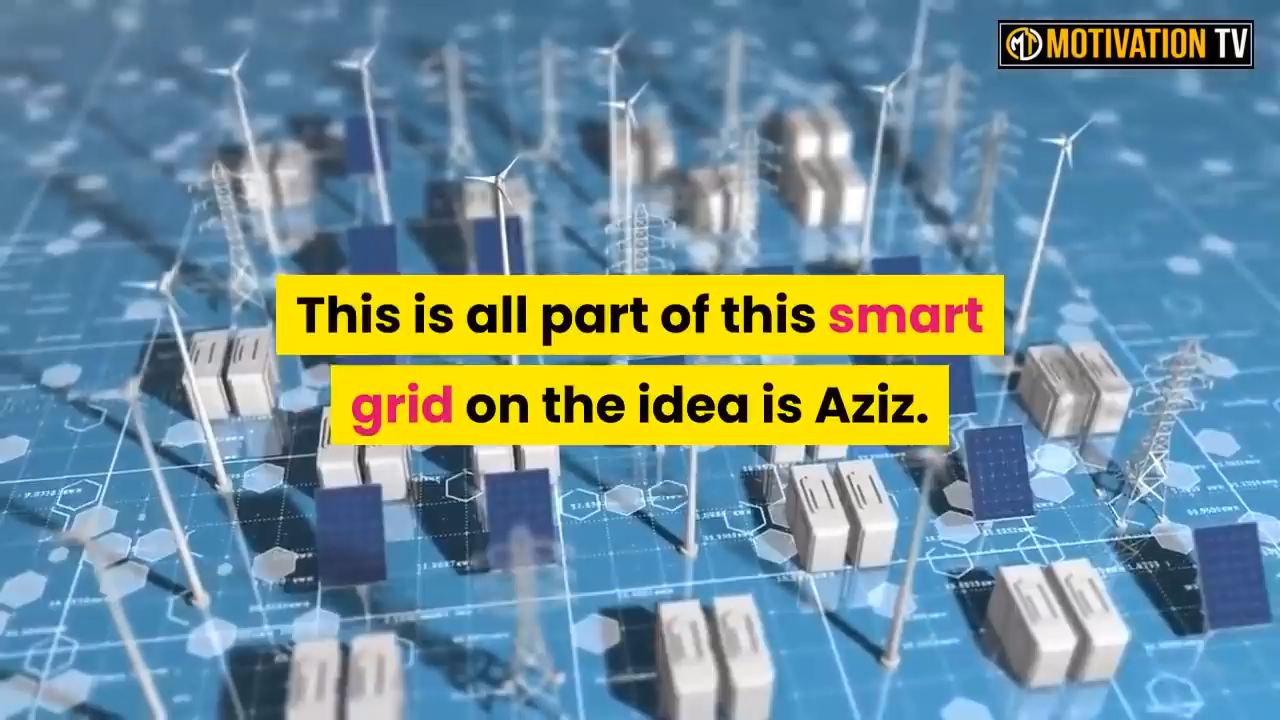 MOTIVATION TV
This is all part of this smart
grid on the idea is Aziz.